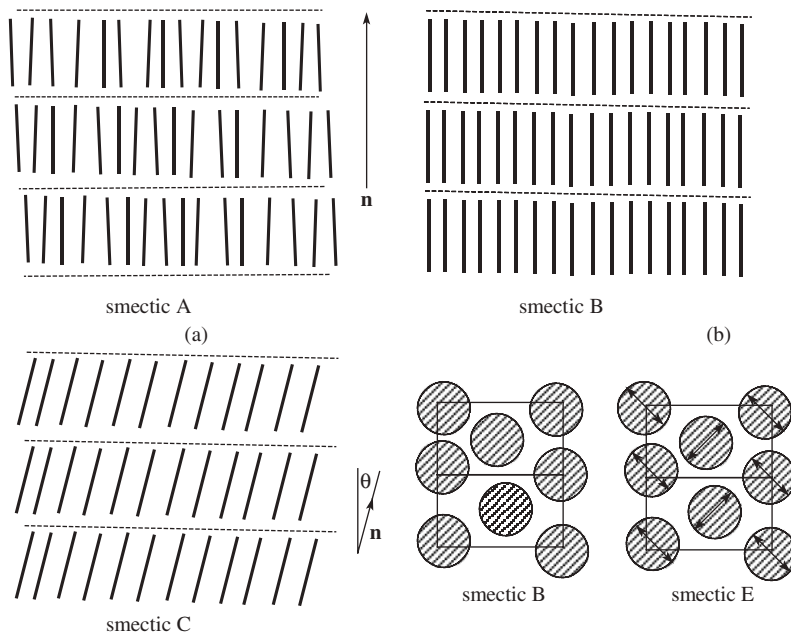 n
smectic A
(a)
smectic B
(b)
θ
n
smectic C
smectic B
smectic E